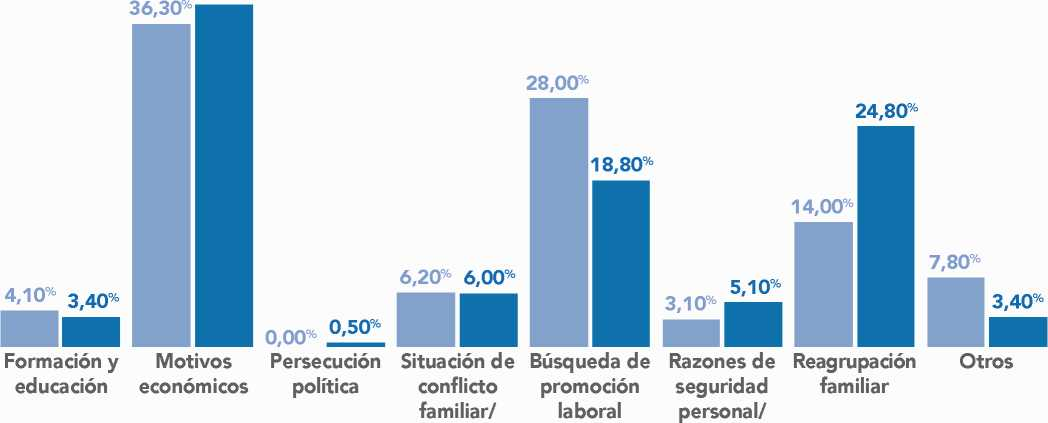 36,30%
28,00%
24,80%
18,80%
14,00%
4,10%
3,40%
6,20%
6,00%
3,10%
5,10%
7,80%
3,40%
0,00%
0,50%
Formación y
educación
Motivos
económicos
Persecución
política
Situación de
conflicto
familiar/
Búsqueda de
promoción
laboral
Razones de
seguridad
personal/
Reagrupación
familiar
Otros